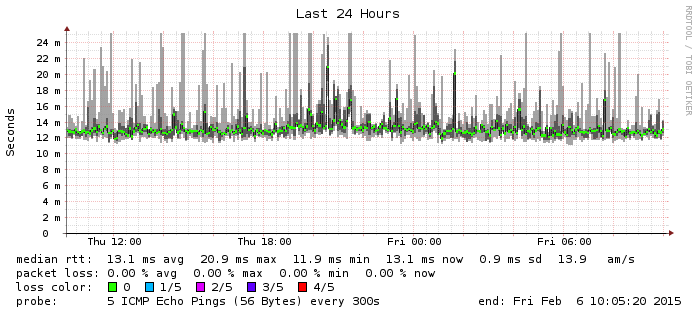 Last 24 Hours
RRDTOOL / TOBI OETIKER
Seconds
24 m
22 m
20 m
18 m
16 m
14 m
12 m
10 m
8 m
6 m
4 m
2 m
0
Thu 12:00 Thu 18:00 Fri 00:00 Fri 06:00
median rtt: 13.1 ms avg 20.9 ms max 11.9 ms min 13.1 ms now 0.9 ms sd 13.9 am/s
packet loss: 0.00 % avg 0.00 % max 0.00 % min 0.00 % now
loss color: 0 1/5 2/5 3/5 4/5
probe: 5 ICMP Echo Pings (56 Bytes) every 300s end: Fri Feb 6 10:05:20 2015